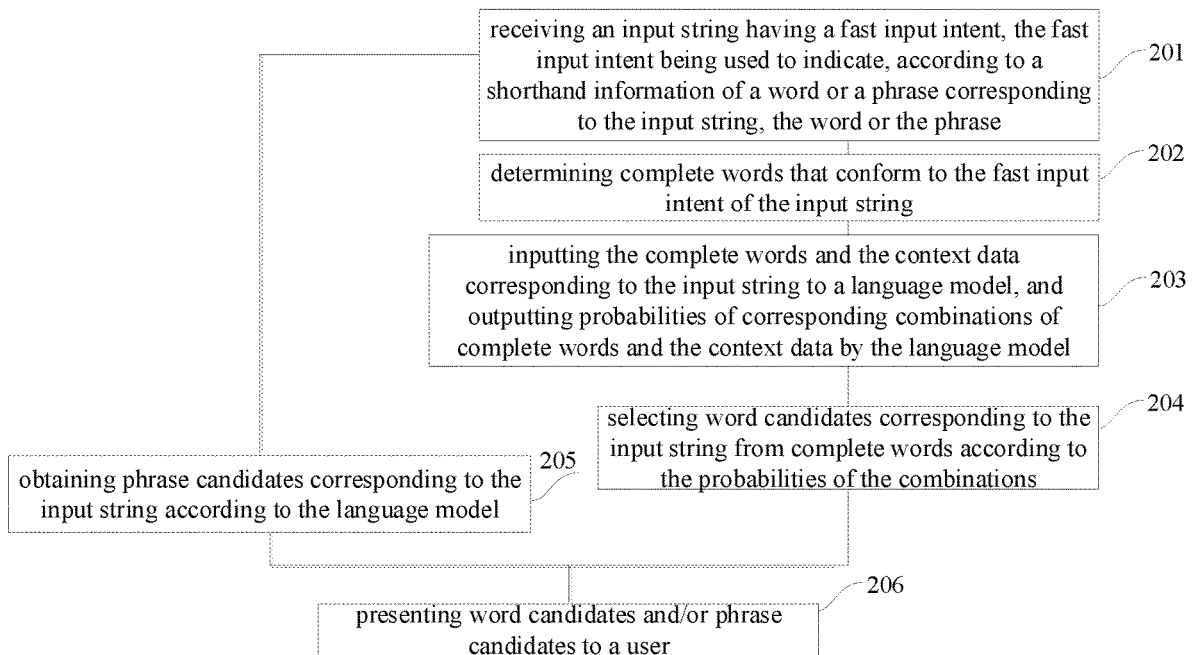 receiving an input string having a fast input intent, the fast
input intent being used to indicate, according to a
shorthand information of a word or a phrase corresponding
to the input string, the word or the phrase
201
202
determining complete words that conform to the fast input
intent of the input string
inputting the complete words and the context data
corresponding to the input string to a language model, and
outputting probabilities of corresponding combinations of
complete words and the context data by the language model
203
204
selecting word candidates corresponding to the
input string from complete words according to
the probabilities of the combinations
205
obtaining phrase candidates corresponding to the
input string according to the language model
206
presenting word candidates and/or phrase
candidates to a user